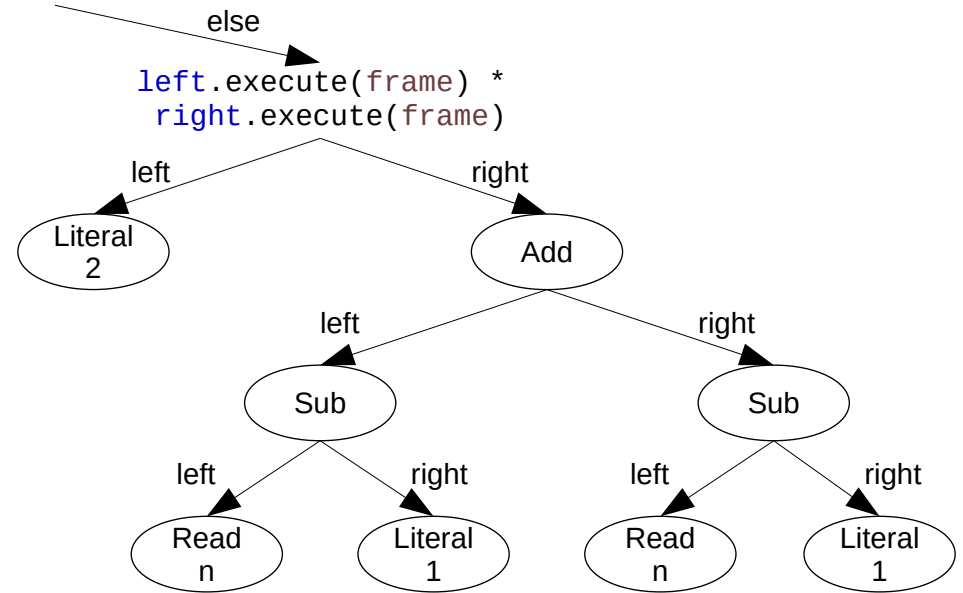 else
left.execute(frame) *
right.execute(frame)
left
right
Literal
2
Add
left
right
Sub
Sub
left
right
left
right
Read
n
Literal
1
Read
n
Literal
1